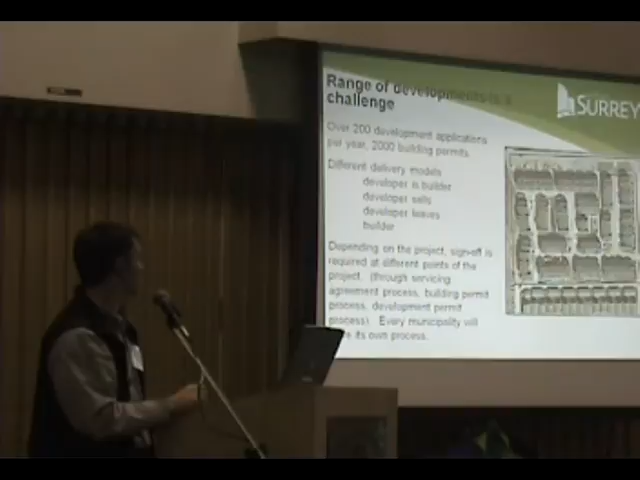 Range of developments is a
challenge
SURREY
Over 200 development applications
per year, 2000 building permits
Different delivery models
developer is builder
developer sells
developer leaves
builder
Depending on the project, sign-off is
required at different points of the
project. (through servicing
agreement process, building permit
process, development permit
process). Every municipality will
its own process.